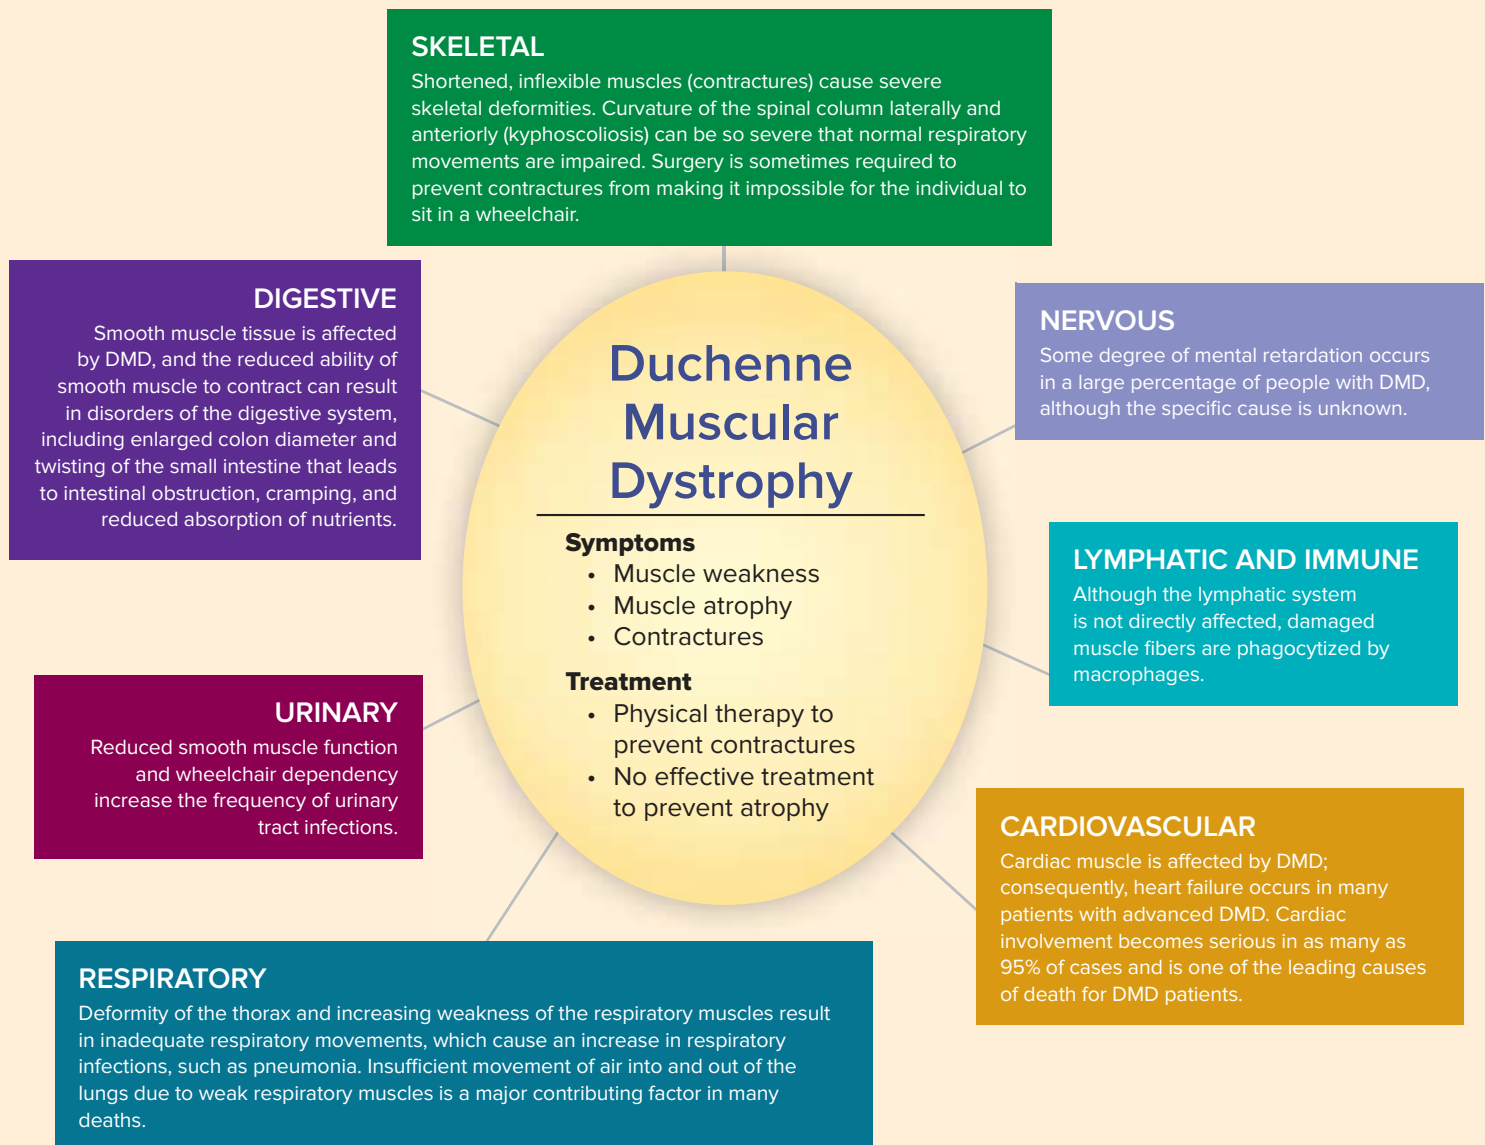 SKELETAL
Shortened, inflexible muscles (contractures) cause severe
skeletal deformities. Curvature of the spinal column laterally and
anteriorly (kyphoscoliosis) can be so severe that normal respiratory
movements are impaired. Surgery is sometimes required to
prevent contractures from making it impossible for the individual to
sit in a wheelchair.
DIGESTIVE
Smooth muscle tissue is affected
by DMD, and the reduced ability of
smooth muscle to contract can result
in disorders of the digestive system,
including enlarged colon diameter and
twisting of the small intestine that leads
to intestinal obstruction, cramping, and
reduced absorption of nutrients.
NERVOUS
Some degree of mental retardation occurs
in a large percentage of people with DMD,
although the specific cause is unknown.
Duchenne
Muscular
Dystrophy
Symptoms
• Muscle weakness
• Muscle atrophy
• Contractures
Treatment
• Physical therapy to
prevent contractures
• No effective treatment
to prevent atrophy
LYMPHATIC AND IMMUNE
Although the lymphatic system
is not directly affected, damaged
muscle fibers are phagocytized by
macrophages.
URINARY
Reduced smooth muscle function
and wheelchair dependency
increase the frequency of urinary
tract infections.
CARDIOVASCULAR
Cardiac muscle is affected by DMD;
consequently, heart failure occurs in many
patients with advanced DMD. Cardiac
involvement becomes serious in as many as
95% of cases and is one of the leading causes
of death for DMD patients.
RESPIRATORY
Deformity of the thorax and increasing weakness of the respiratory muscles result
in inadequate respiratory movements, which cause an increase in respiratory
infections, such as pneumonia. Insufficient movement of air into and out of the
lungs due to weak respiratory muscles is a major contributing factor in many
deaths.